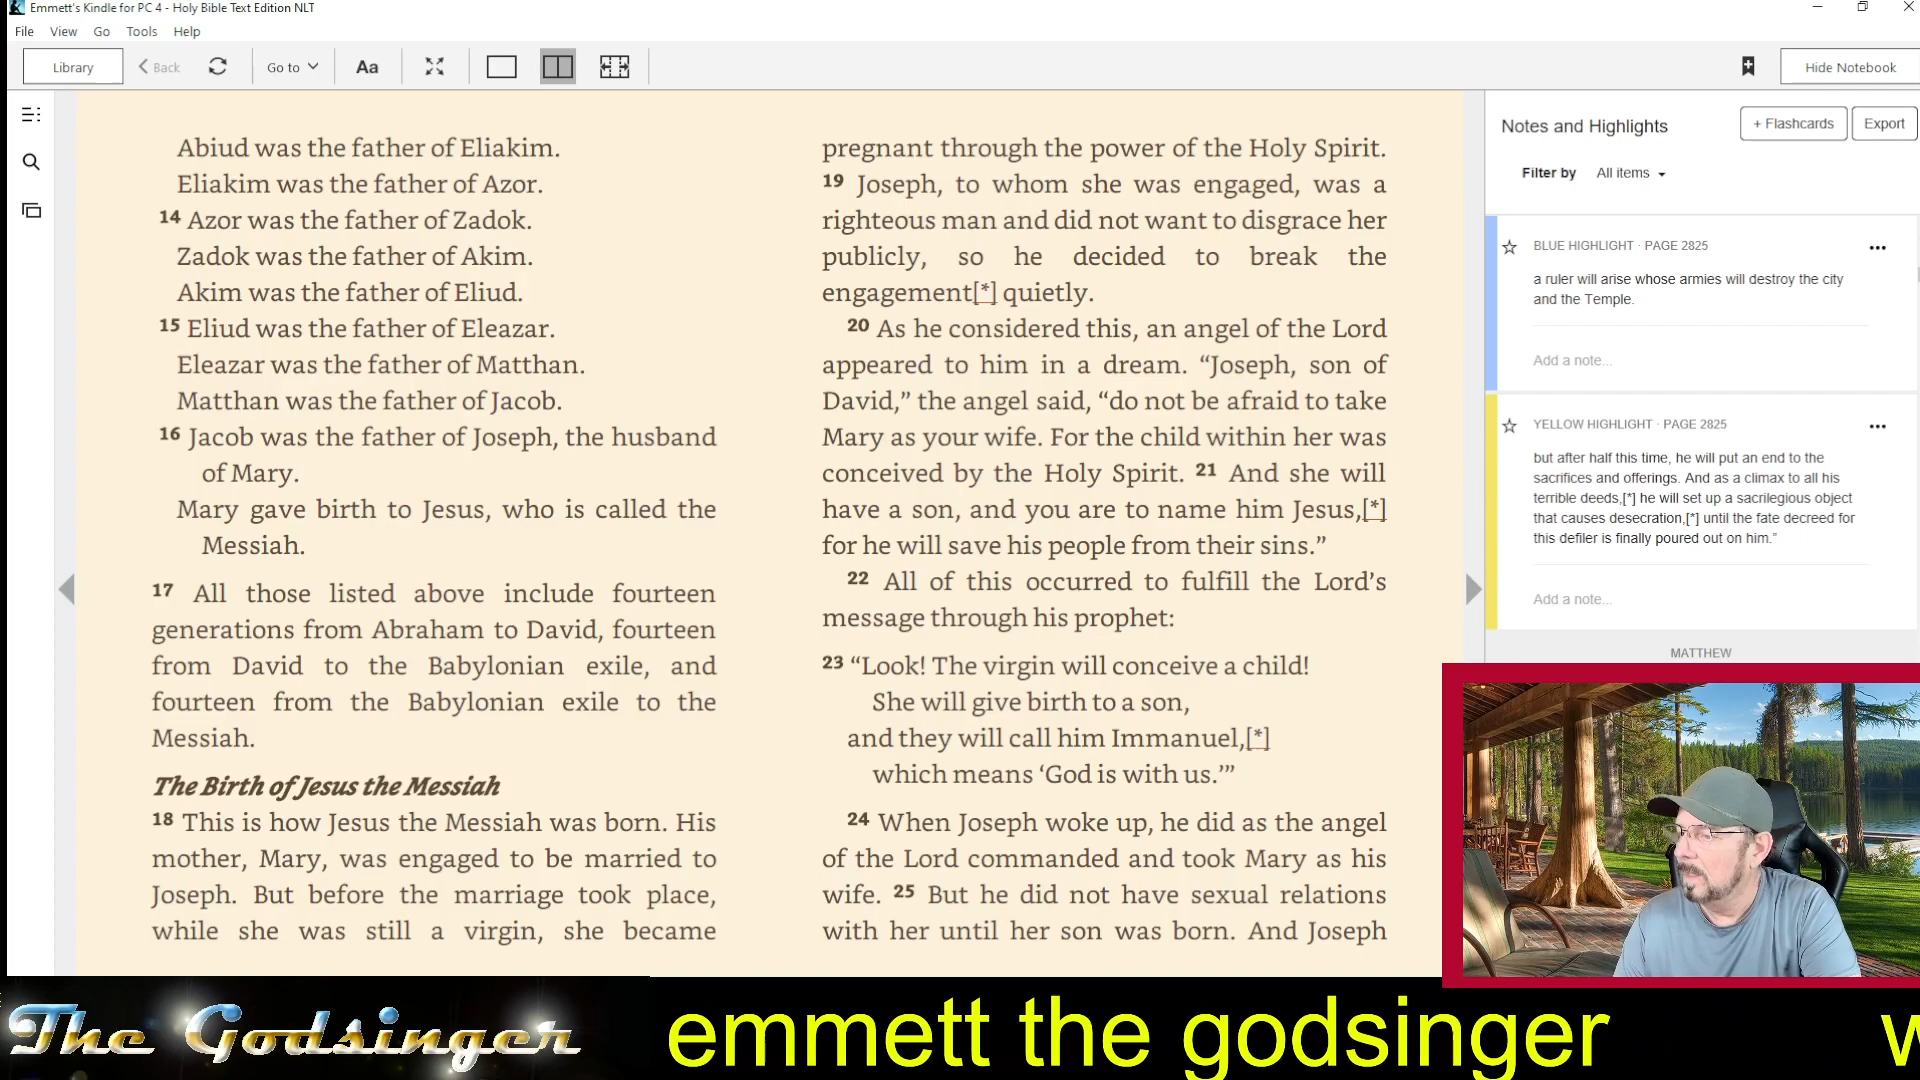 Emmett's Kindle for PC 4 - Holy Bible Text Edition NLT
File View Go Tools Help
Library Back Go to Aa Hide Notebook
Abiud was the father of Eliakim.
Eliakim was the father of Azor.
14 Azor was the father of Zadok.
Zadok was the father of Akim.
Akim was the father of Eliud.
15 Eliud was the father of Eleazar.
Eleazar was the father of Matthan.
Matthan was the father of Jacob.
16 Jacob was the father of Joseph, the husband
of Mary.
Mary gave birth to Jesus, who is called the
Messiah.
17 All those listed above include fourteen
generations from Abraham to David, fourteen
from David to the Babylonian exile, and
fourteen from the Babylonian exile to the
Messiah.
The Birth of Jesus the Messiah
18 This is how Jesus the Messiah was born. His
mother, Mary, was engaged to be married to
Joseph. But before the marriage took place,
while she was still a virgin, she became
pregnant through the power of the Holy Spirit.
19 Joseph, to whom she was engaged, was a
righteous man and did not want to disgrace her
publicly, so he decided to break the
engagement[*] quietly.
20 As he considered this, an angel of the Lord
appeared to him in a dream. “Joseph, son of
David,” the angel said, “do not be afraid to take
Mary as your wife. For the child within her was
conceived by the Holy Spirit. 21 And she will
have a son, and you are to name him Jesus,[*]
for he will save his people from their sins.”
22 All of this occurred to fulfill the Lord’s
message through his prophet:
23 “Look! The virgin will conceive a child!
She will give birth to a son,
and they will call him Immanuel,[*]
which means ‘God is with us.’”
24 When Joseph woke up, he did as the angel
of the Lord commanded and took Mary as his
wife. 25 But he did not have sexual relations
with her until her son was born. And Joseph
Notes and Highlights
+ Flashcards
Export
Filter by All items
BLUE HIGHLIGHT · PAGE 2825
a ruler will arise whose armies will destroy the city
and the Temple.
Add a note...
YELLOW HIGHLIGHT · PAGE 2825
but after half this time, he will put an end to the
sacrifices and offerings. And as a climax to all his
terrible deeds,[*] he will set up a sacrilegious object
that causes desecration,[*] until the fate decreed for
this defiler is finally poured out on him.”
Add a note...
MATTHEW
The Godsinger
emmett the godsinger